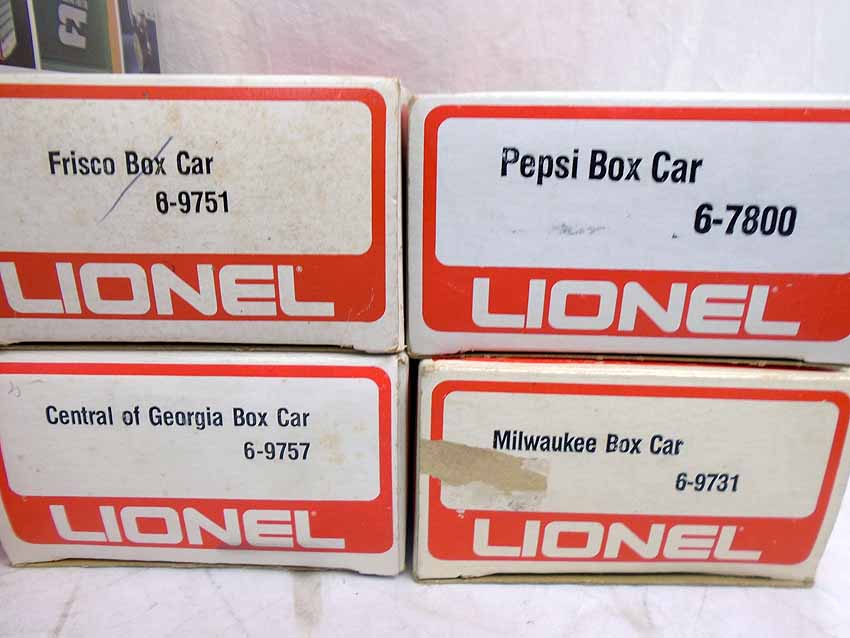 Frisco Box Car
6-9751
LIONEL
Pepsi Box Car
6-7800
LIONEL
Central of Georgia Box Car
6-9757
LIONEL
Milwaukee Box Car
6-9731
LIONEL